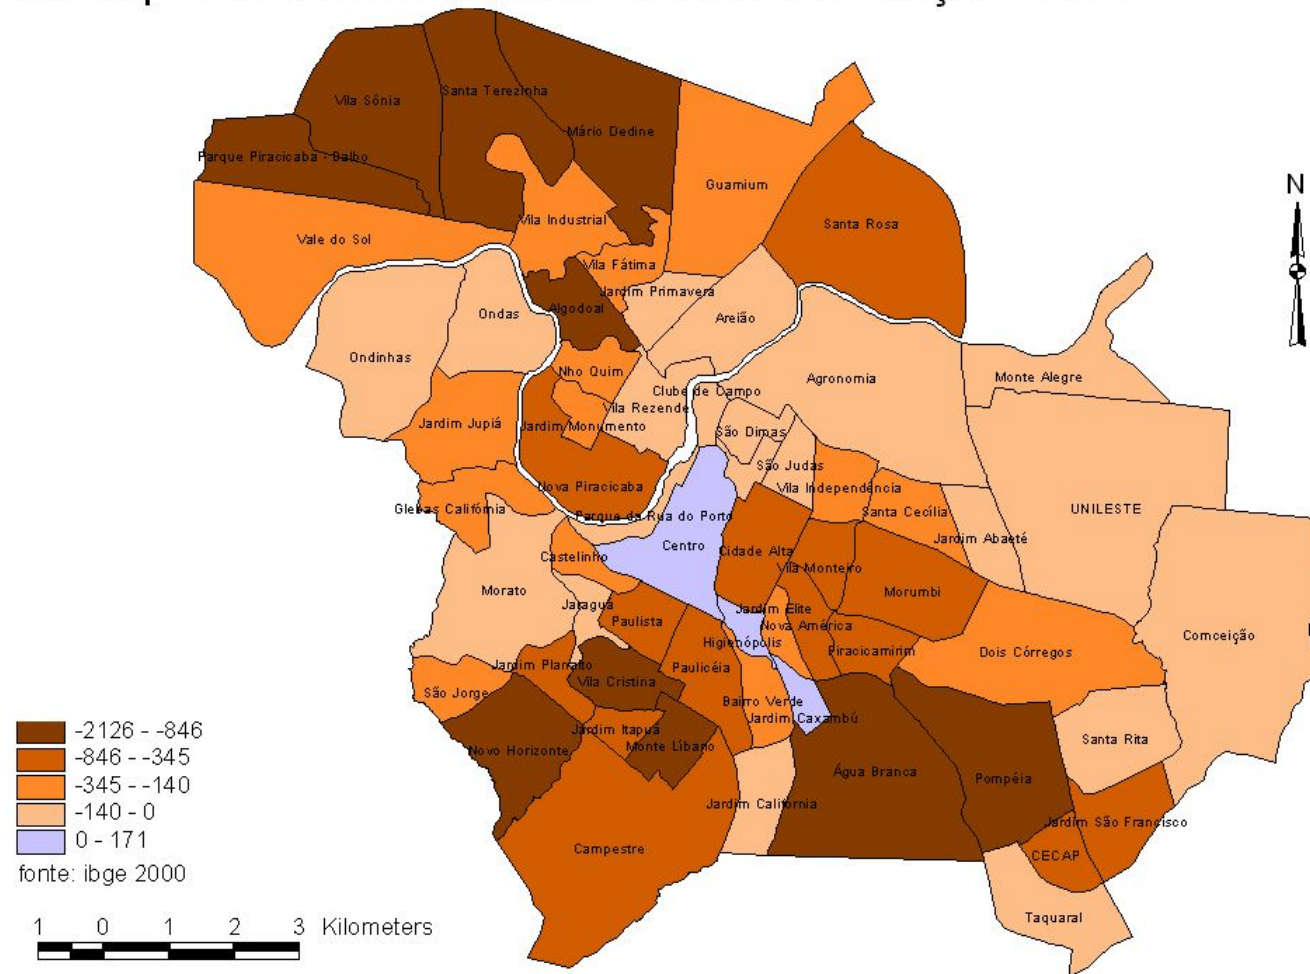 Vila Sônia
Santa Terezinha
Mário Dedine
Parque Piracicaba - Balbo
Guamium
Santa Rosa
N
Vila Industrial
Vale do Sol
Vila Fátima
Jardim Primavera
Algodoal
Ondas
Areião
Ondinhas
Nho Quim
Agronomia
Monte Alegre
Clube de Campo
Vila Rezende
Jardim Jupiá
Jardim Monumento
São Dimas
São Judas
Nova Piracicaba
Vila Independência
Glebas Califórnia
Santa Cecília
UNILESTE
Parque da Rua do Porto
Jardim Abaeté
Centro
Castelinho
Cidade Alta
Vila Monteiro
Morato
Morumbi
Jaraguá
Jardim Elite
Paulista
Nova América
Comceição
Higienópolis
Piracicamirim
Dois Córregos
Jardim Planalto
Paulicéia
Vila Cristina
São Jorge
Bairro Verde
Jardim Caxambú
Jardim Itapuá
Santa Rita
Novo Horizonte
Monte Líbano
Água Branca
Pompéia
Jardim Califórnia
Jardim São Francisco
Campestre
CECAP
Taquaral
-2126 - -846
-846 - -345
-345 - -140
-140 - 0
0 - 171
fonte: ibge 2000
1 0 1 2 3 Kilometers